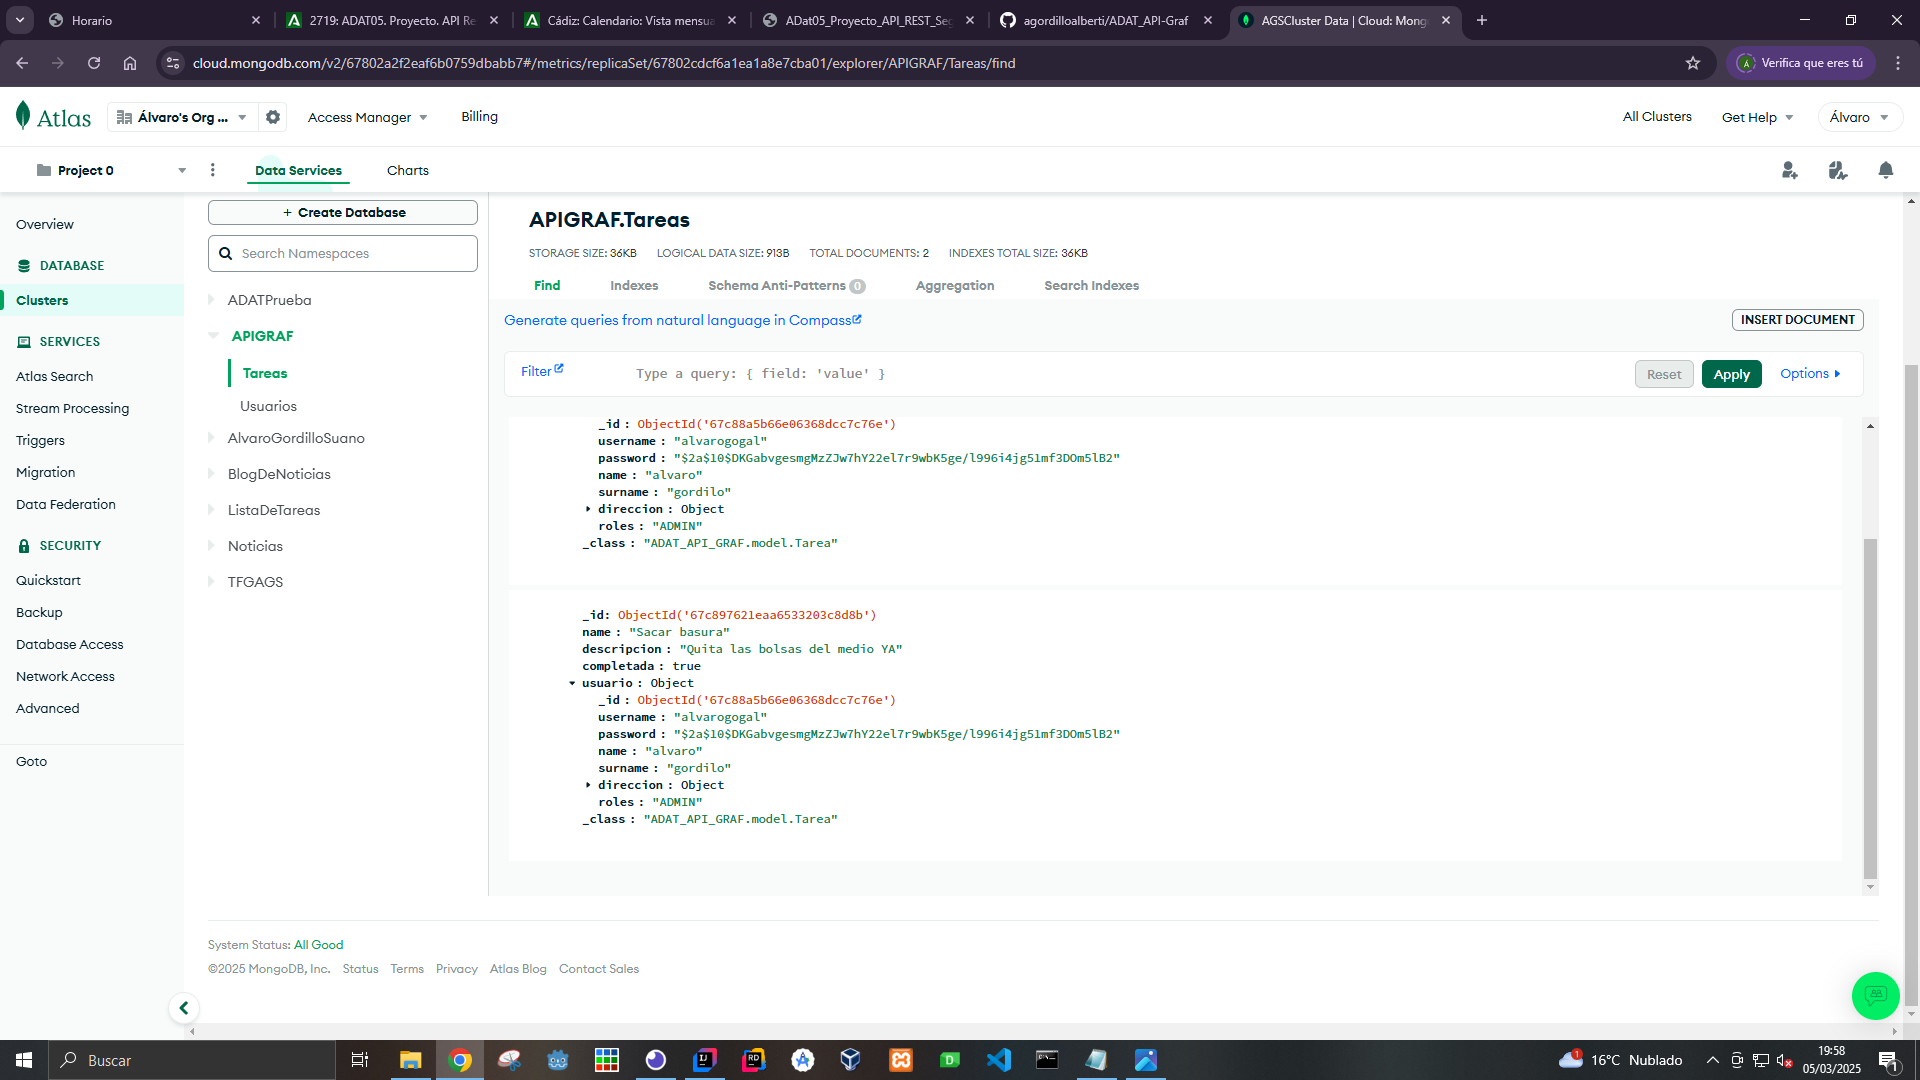 Horario
2719: ADAT05. Proyecto. API Re
Cádiz: Calendario: Vista mensua
ADat05_Proyecto_API_REST_Seg
agordilloalberti/ADAT_API-Graf
AGSCluster Data | Cloud: Mong
cloud.mongodb.com/v2/67802a2f2eaf6b0759dbabb7#/metrics/replicaSet/67802cdcf6a1ea1a8e7cba01/explorer/APIGRAF/Tareas/find
Verifica que eres tú
Atlas
Álvaro's Org ...
Access Manager
Billing
All Clusters
Get Help
Álvaro
Project 0
Data Services
Charts
Overview
DATABASE
Clusters
SERVICES
Atlas Search
Stream Processing
Triggers
Migration
Data Federation
SECURITY
Quickstart
Backup
Database Access
Network Access
Advanced
Goto
+ Create Database
Search Namespaces
ADATPrueba
APIGRAF
Tareas
Usuarios
AlvaroGordilloSuano
BlogDeNoticias
ListaDeTareas
Noticias
TFGAGS
APIGRAF.Tareas
STORAGE SIZE: 36KB LOGICAL DATA SIZE: 913B TOTAL DOCUMENTS: 2 INDEXES TOTAL SIZE: 36KB
Find
Indexes
Schema Anti-Patterns 0
Aggregation
Search Indexes
Generate queries from natural language in Compass
INSERT DOCUMENT
Filter
Type a query: { field: 'value' }
Reset
Apply
Options
_id : ObjectId('67c88a5b66e06368dcc7c76e')
username : "alvarogogal"
password : "$2a$10$DKGabvgesmgMzZJw7hY22el7r9wbK5ge/l996i4jg51mf3DOm5lB2"
name : "alvaro"
surname : "gordilo"
direccion : Object
roles : "ADMIN"
_class : "ADAT_API_GRAF.model.Tarea"
_id: ObjectId('67c897621eaa6533203c8d8b')
name : "Sacar basura"
descripcion : "Quita las bolsas del medio YA"
completada : true
usuario : Object
_id : ObjectId('67c88a5b66e06368dcc7c76e')
username : "alvarogogal"
password : "$2a$10$DKGabvgesmgMzZJw7hY22el7r9wbK5ge/l996i4jg51mf3DOm5lB2"
name : "alvaro"
surname : "gordilo"
direccion : Object
roles : "ADMIN"
_class : "ADAT_API_GRAF.model.Tarea"
System Status: All Good
©2025 MongoDB, Inc. Status Terms Privacy Atlas Blog Contact Sales
Buscar
16°C Nublado
19:58
05/03/2025